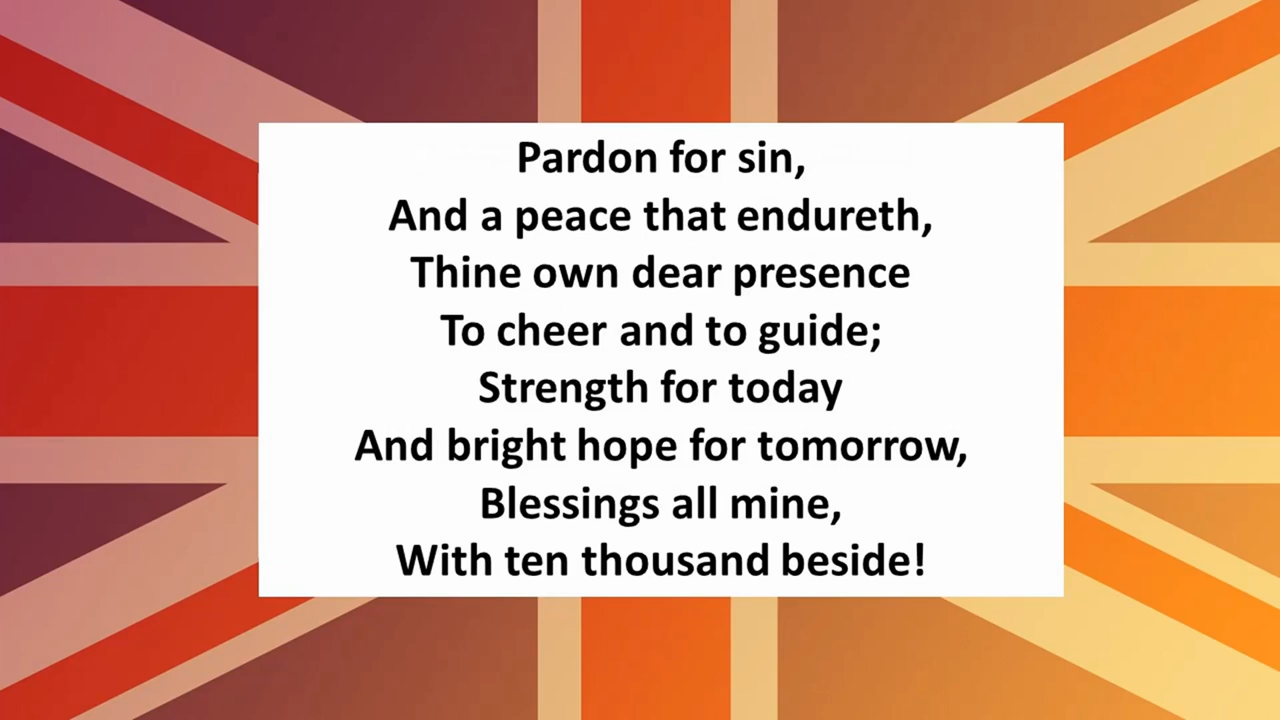 Pardon for sin,
And a peace that endureth,
Thine own dear presence
To cheer and to guide;
Strength for today
And bright hope for tomorrow,
Blessings all mine,
With ten thousand beside!